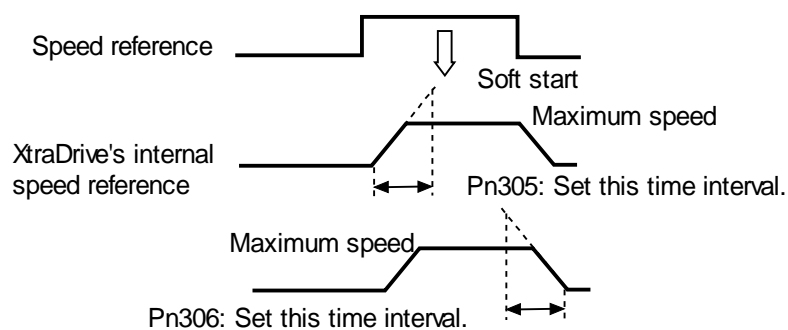 Speed reference
Soft start
Maximum speed
XtraDrive's internal
speed reference
Pn305: Set this time interval.
Maximum speed
Pn306: Set this time interval.